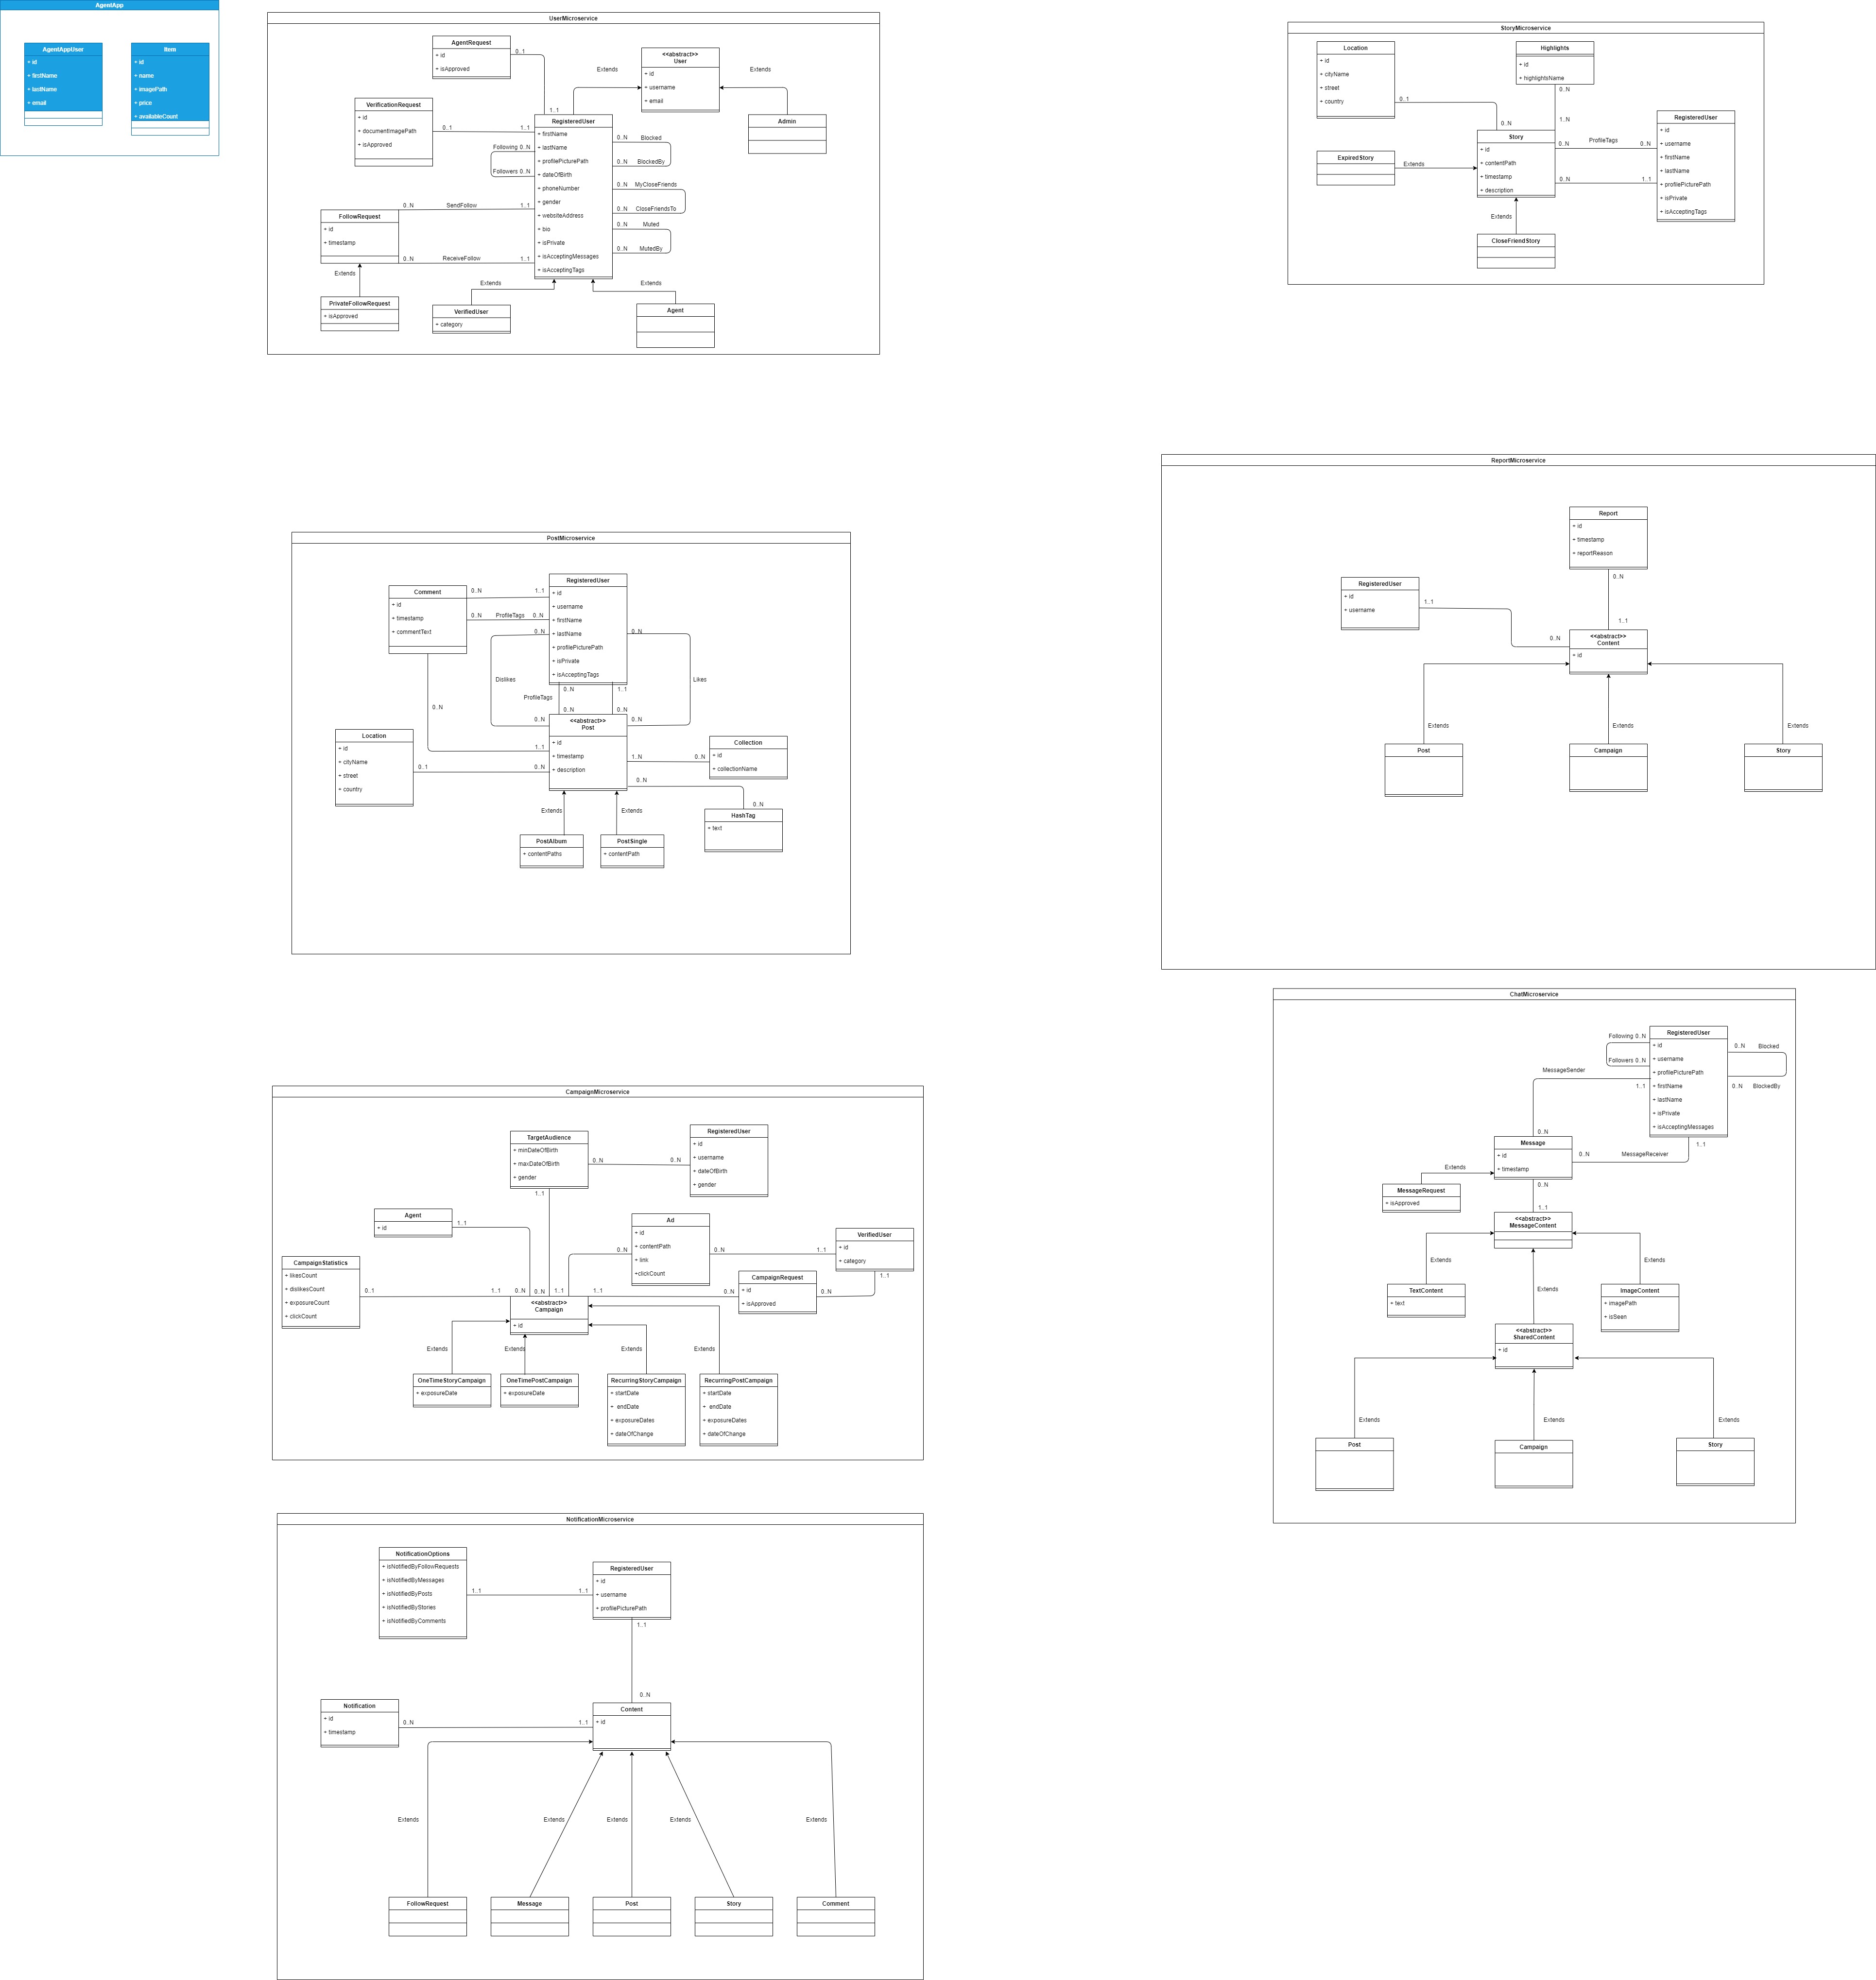 AgentApp
AgentAppUser
+ id
+ firstName
+ lastName
+ email
Item
+ id
+ name
+ imagePath
+ price
+ availableCount
UserMicroservice
AgentRequest
+ id
+ isApproved
0..1
1..1
<<abstract>>
User
+ id
+ username
+ email
Extends
Extends
Admin
VerificationRequest
+ id
+ documentImagePath
+ isApproved
0..1
1..1
RegisteredUser
+ firstName
+ lastName
+ profilePicturePath
+ dateOfBirth
+ phoneNumber
+ gender
+ websiteAddress
+ bio
+ isPrivate
+ isAcceptingMessages
+ isAcceptingTags
Following 0..N
Followers 0..N
0..N Blocked
0..N BlockedBy
0..N MyCloseFriends
0..N CloseFriendsTo
0..N Muted
0..N MutedBy
FollowRequest
+ id
+ timestamp
0..N SendFollow 1..1
0..N ReceiveFollow 1..1
Extends
PrivateFollowRequest
+ isApproved
Extends
VerifiedUser
+ category
Extends
Agent
StoryMicroservice
Location
+ id
+ cityName
+ street
+ country
0..1
0..N
Highlights
+ id
+ highlightsName
0..N
1..N
RegisteredUser
+ id
+ username
+ firstName
+ lastName
+ profilePicturePath
+ isPrivate
+ isAcceptingTags
Story
+ id
+ contentPath
+ timestamp
+ description
ProfileTags
0..N 0..N
0..N 1..1
ExpiredStory
Extends
Extends
CloseFriendStory
ReportMicroservice
Report
+ id
+ timestamp
+ reportReason
0..N
1..1
RegisteredUser
+ id
+ username
1..1
0..N
<<abstract>>
Content
+ id
Extends
Extends
Extends
Post
Campaign
Story
PostMicroservice
Comment
+ id
+ timestamp
+ commentText
0..N 1..1
0..N ProfileTags 0..N
RegisteredUser
+ id
+ username
+ firstName
+ lastName
+ profilePicturePath
+ isPrivate
+ isAcceptingTags
0..N
0..N
Dislikes
Likes
0..N
1..1
ProfileTags
0..N
0..N
0..N
0..N
0..N
1..1
<<abstract>>
Post
+ id
+ timestamp
+ description
Location
+ id
+ cityName
+ street
+ country
0..1
0..N
Collection
+ id
+ collectionName
1..N
0..N
0..N
0..N
HashTag
+ text
Extends
Extends
PostAlbum
+ contentPaths
PostSingle
+ contentPath
ChatMicroservice
RegisteredUser
+ id
+ username
+ profilePicturePath
+ firstName
+ lastName
+ isPrivate
+ isAcceptingMessages
Following 0..N
Followers 0..N
0..N Blocked
0..N BlockedBy
MessageSender
1..1
0..N
Message
+ id
+ timestamp
0..N
MessageReceiver
1..1
Extends
MessageRequest
+ isApproved
0..N
1..1
<<abstract>>
MessageContent
Extends
Extends
Extends
TextContent
+ text
ImageContent
+ imagePath
+ isSeen
<<abstract>>
SharedContent
+ id
Extends
Extends
Extends
Post
Campaign
Story
CampaignMicroservice
TargetAudience
+ minDateOfBirth
+ maxDateOfBirth
+ gender
0..N
0..N
RegisteredUser
+ id
+ username
+ dateOfBirth
+ gender
1..1
Agent
+ id
1..1
Ad
+ id
+ contentPath
+ link
+clickCount
0..N
0..N
1..1
VerifiedUser
+ id
+ category
1..1
CampaignStatistics
+ likesCount
+ dislikesCount
+ exposureCount
+ clickCount
0..1
1..1
0..N
0..N
1..1
1..1
0..N
CampaignRequest
+ id
+ isApproved
0..N
<<abstract>>
Campaign
+ id
Extends
Extends
Extends
Extends
OneTimeStoryCampaign
+ exposureDate
OneTimePostCampaign
+ exposureDate
RecurringStoryCampaign
+ startDate
+ endDate
+ exposureDates
+ dateOfChange
RecurringPostCampaign
+ startDate
+ endDate
+ exposureDates
+ dateOfChange
NotificationMicroservice
NotificationOptions
+ isNotifiedByFollowRequests
+ isNotifiedByMessages
+ isNotifiedByPosts
+ isNotifiedByStories
+ isNotifiedByComments
1..1
1..1
RegisteredUser
+ id
+ username
+ profilePicturePath
1..1
0..N
Notification
+ id
+ timestamp
0..N
1..1
Content
+ id
Extends
Extends
Extends
Extends
Extends
FollowRequest
Message
Post
Story
Comment